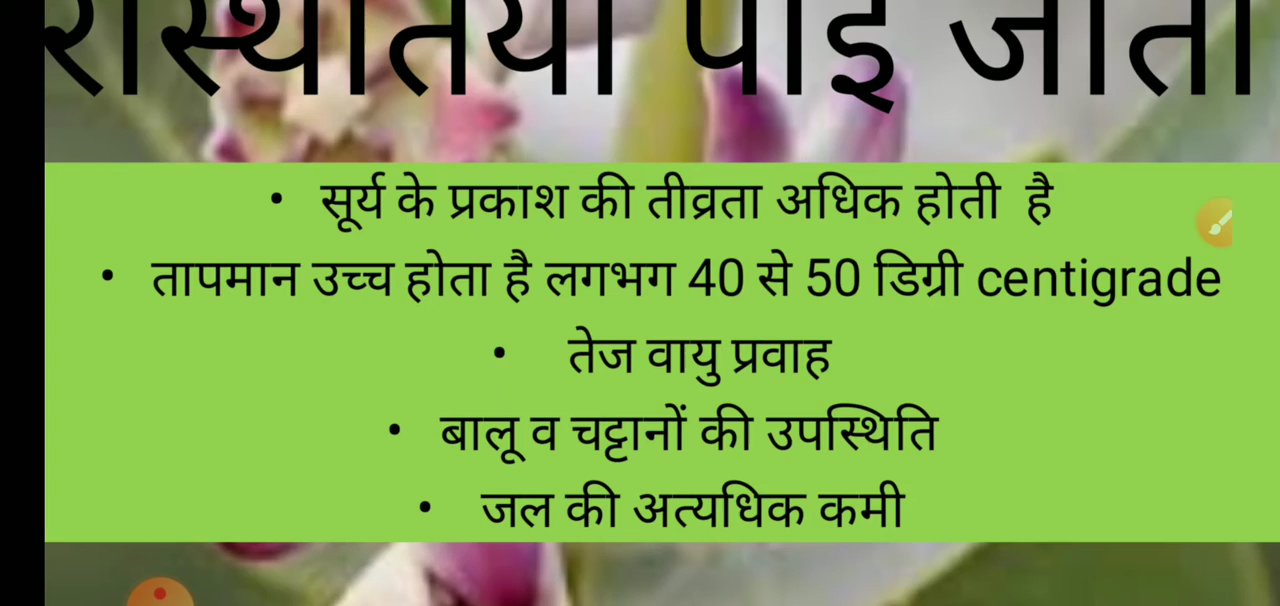 पाई जाती
• सूर्य के प्रकाश की तीव्रता अधिक होती है
• तापमान उच्च होता है लगभग 40 से 50 डिग्री centigrade
• तेज वायु प्रवाह
• बालू व चट्टानों की उपस्थिति
• जल की अत्यधिक कमी